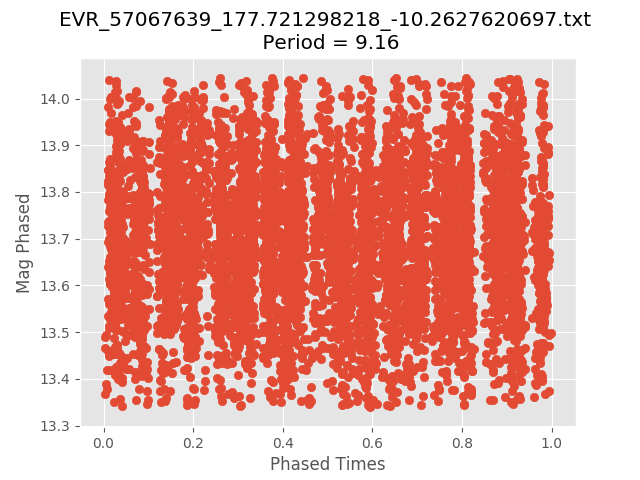 EVR_57067639_177.721298218_-10.2627620697.txt
Period = 9.16
Mag Phased
14.0
13.9
13.8
13.7
13.6
13.5
13.4
13.3
0.0 0.2 0.4 0.6 0.8 1.0
Phased Times